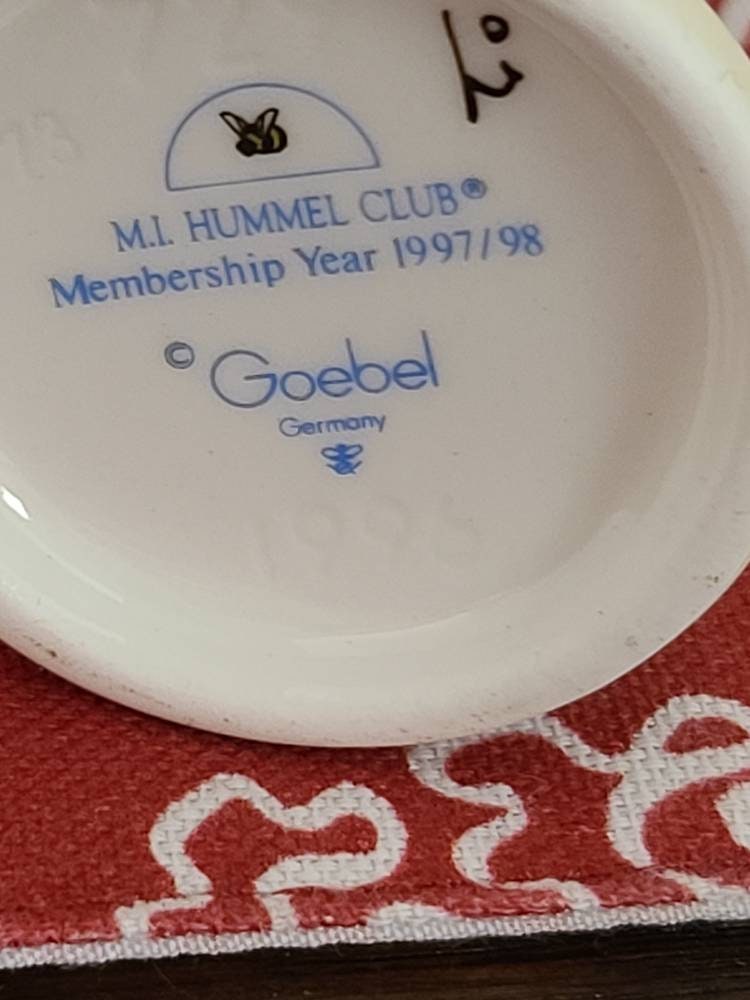 M.I. HUMMEL CLUB®
Membership Year 1997/98
© Goebel
Germany